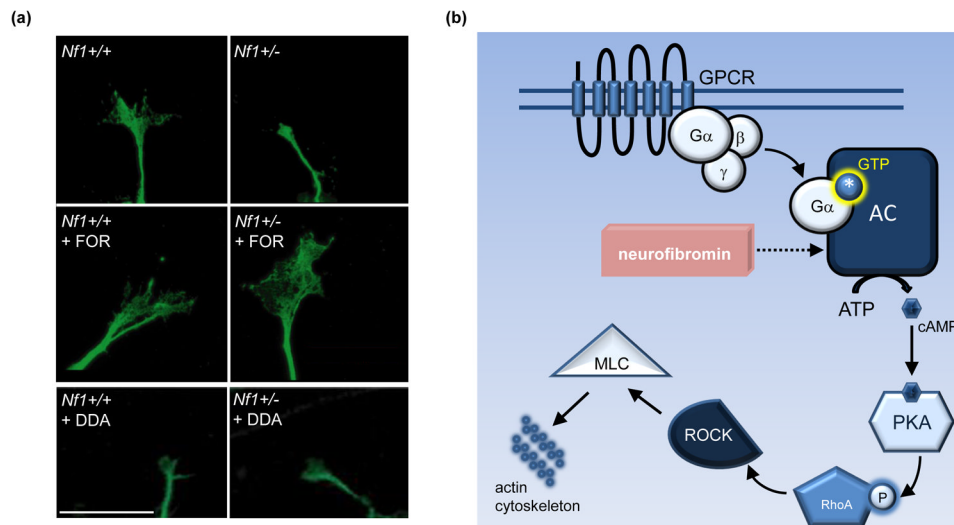 (a)
Nf1+/+
Nf1+/-
Nf1+/+
+ FOR
Nf1+/-
+ FOR
Nf1+/+
+ DDA
Nf1+/-
+ DDA
(b)
GPCR
Gα
β
γ
GTP
*
Gα
AC
neurofibromin
ATP
cAMP
MLC
PKA
ROCK
RhoA
P
actin
cytoskeleton